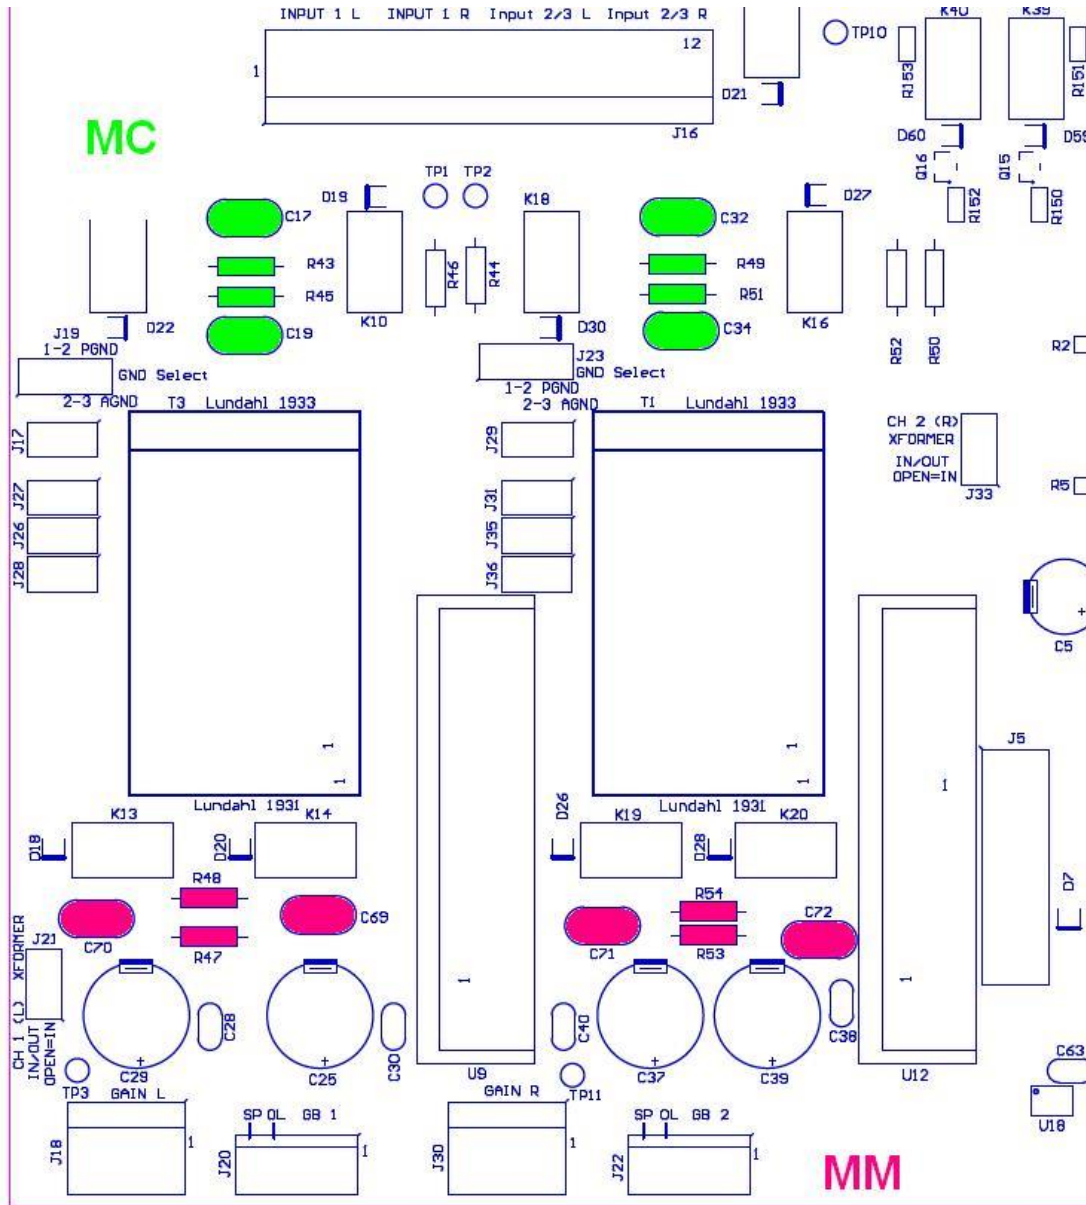 INPUT 1 L INPUT 1 R Input 2/3 L Input 2/3 R
K40 K39
TP10
R153
R151
12
1
D21
J16
D60 D59
MC
Q16 Q15
R152 R150
TP1 TP2
D19
K18
D27
C17
C32
R43
R46 R44
R49
R45
R51
K10
K16
C19
C34
J19
D22
D30
R52 R50
R2
1-2 PGND
J23
GND Select
GND Select
1-2 PGND
2-3 AGND
2-3 AGND
T3 Lundahl 1933
T1 Lundahl 1933
J17
J29
CH 2 (R)
XFORMER
IN/OUT
OPEN=IN
J33
R5
J27
J31
J26
J35
J28
J36
C5
1
1
1
1
J5
1
Lundahl 1931
Lundahl 1931
K13 K14
K19 K20
D18 D20
D26 D28
D7
R48
R54
C70
C69
C71
C72
R47
R53
J21
CH 1 (L) XFORMER
IN/OUT
OPEN=IN
1
1
C28
C30
C40
C38
C63
C29
C25
U9
C37
C39
U12
TP3
GAIN L
GAIN R
TP11
U18
SP OL GB 1
SP OL GB 2
J18
1
J20
1
J30
1
J22
1
MM